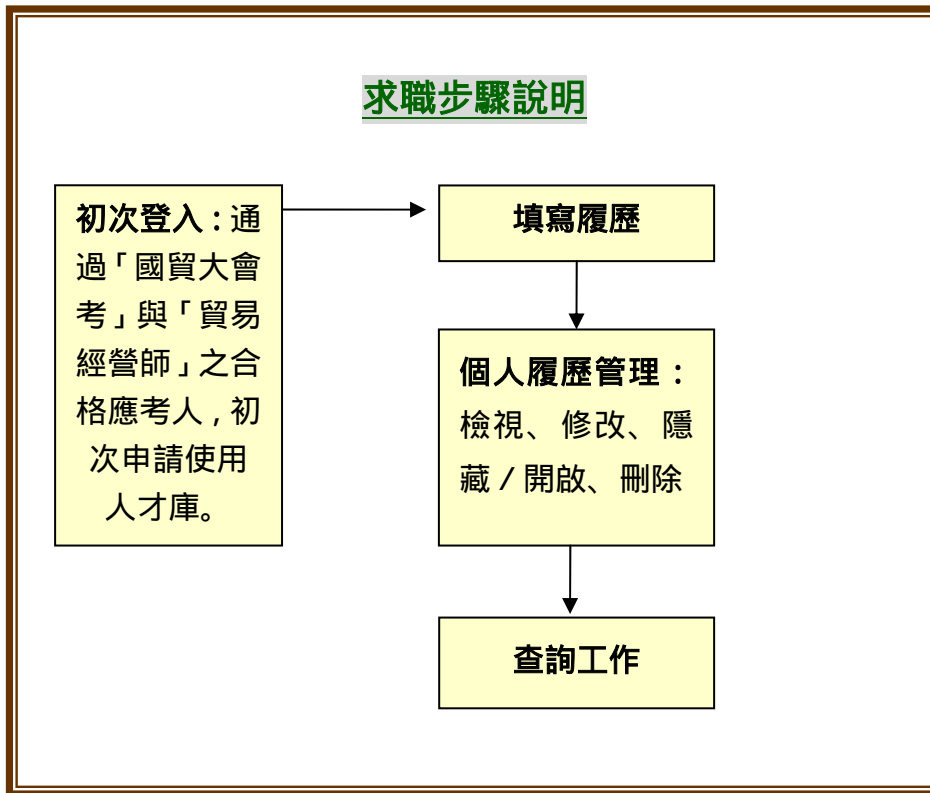 求職步驟說明
初次登入：通
過「國貿大會
考」與「貿易
經營師」之合
格應考人，初
次申請使用
人才庫。
填寫履歷
個人履歷管理：
檢視、修改、隱
藏／開啟、刪除
查詢工作